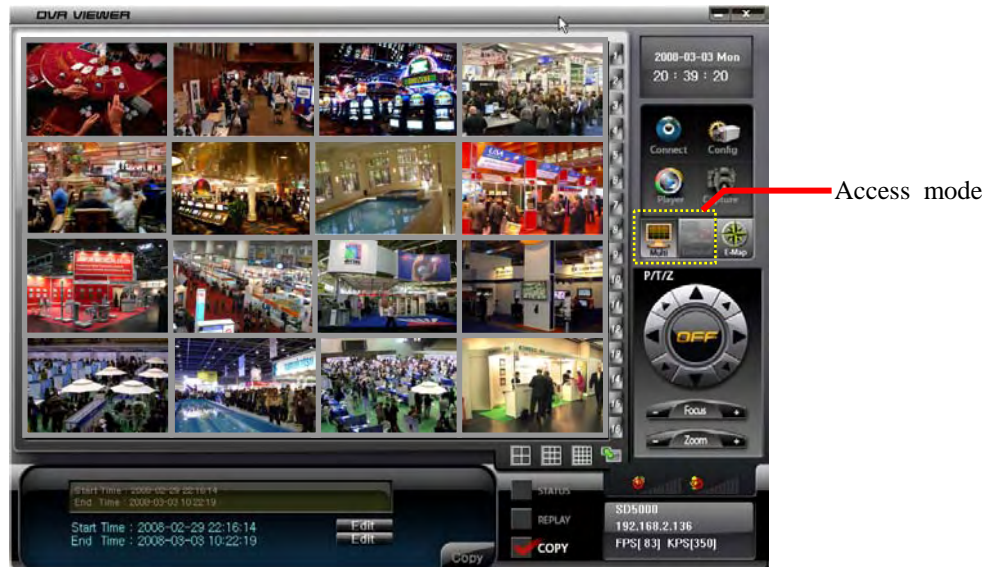 DVR VIEWER
2008-03-03 Mon
20 : 39 : 20
Connect Config
Player Capture
Access mode
Multi E-Map
P/T/Z
OFF
- Focus +
- Zoom +
Start Time : 2008-02-29 22:16:14
End Time : 2008-03-03 10:22:19
Start Time : 2008-02-29 22:16:14 Edit
End Time : 2008-03-03 10:22:19 Edit
Copy
STATUS
REPLAY
COPY
SD5000
192.168.2.136
FPS[ 83] KPS[350]